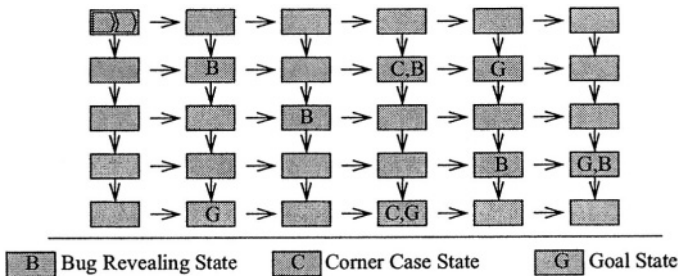 B C,B G
B
B G,B
G C,G
B Bug Revealing State C Corner Case State G Goal State